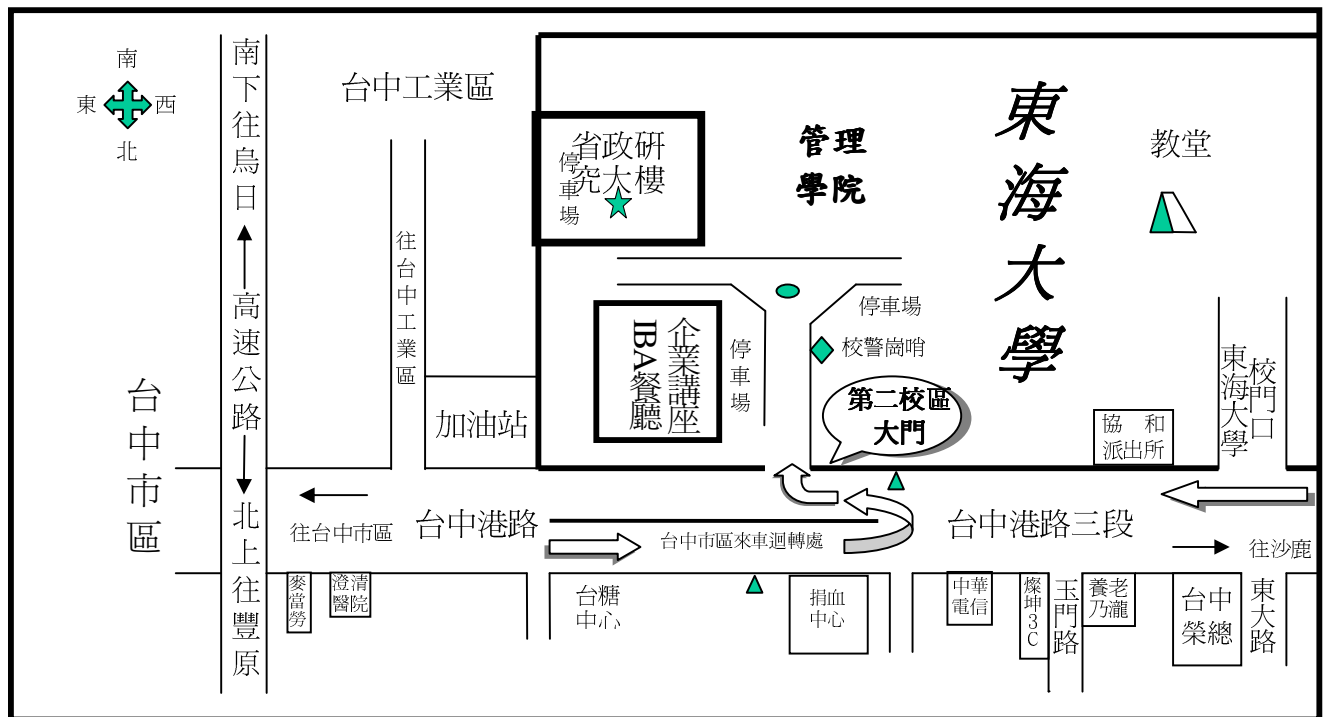 南
東
西
北
南下往烏日
高速公路
北上往豐原
台中市區
台中工業區
往台中工業區
加油站
省政研
究大樓
停車場
管理
學院
東海大學
教堂
企業講座
IBA餐廳
停車場
停車場
校警崗哨
第二校區
大門
協和
派出所
校門口
東海大學
往台中市區
台中港路
台中市區來車迴轉處
台中港路三段
往沙鹿
麥當勞
澄清
醫院
台糖
中心
捐血
中心
中華
電信
燦坤3C
玉門路
養老
乃瀧
台中
榮總
東大路